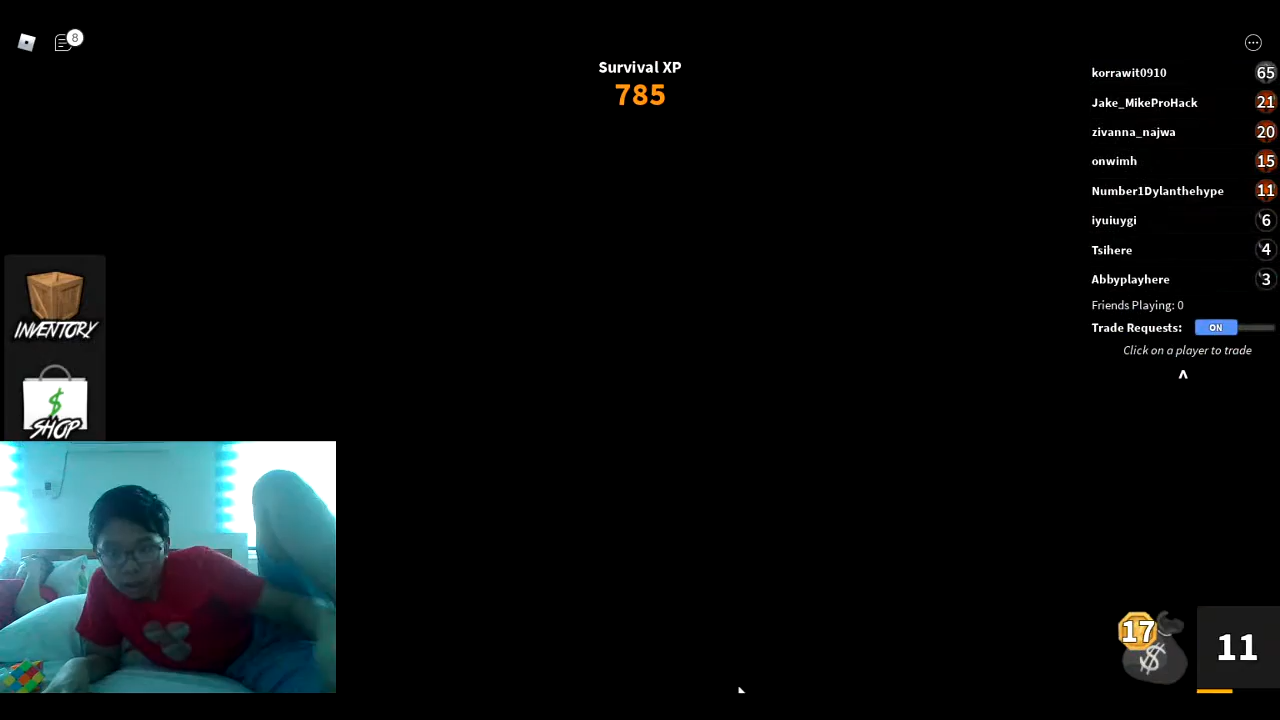 8
Survival XP
785
korrawit0910 65
Jake_MikeProHack 21
zivanna_najwa 20
onwimh 15
Number1Dylanthehype 11
iyuiuygi 6
Tsihere 4
Abbyplayhere 3
Friends Playing: 0
Trade Requests: ON
Click on a player to trade
INVENTORY
$
SHOP
17
$
11